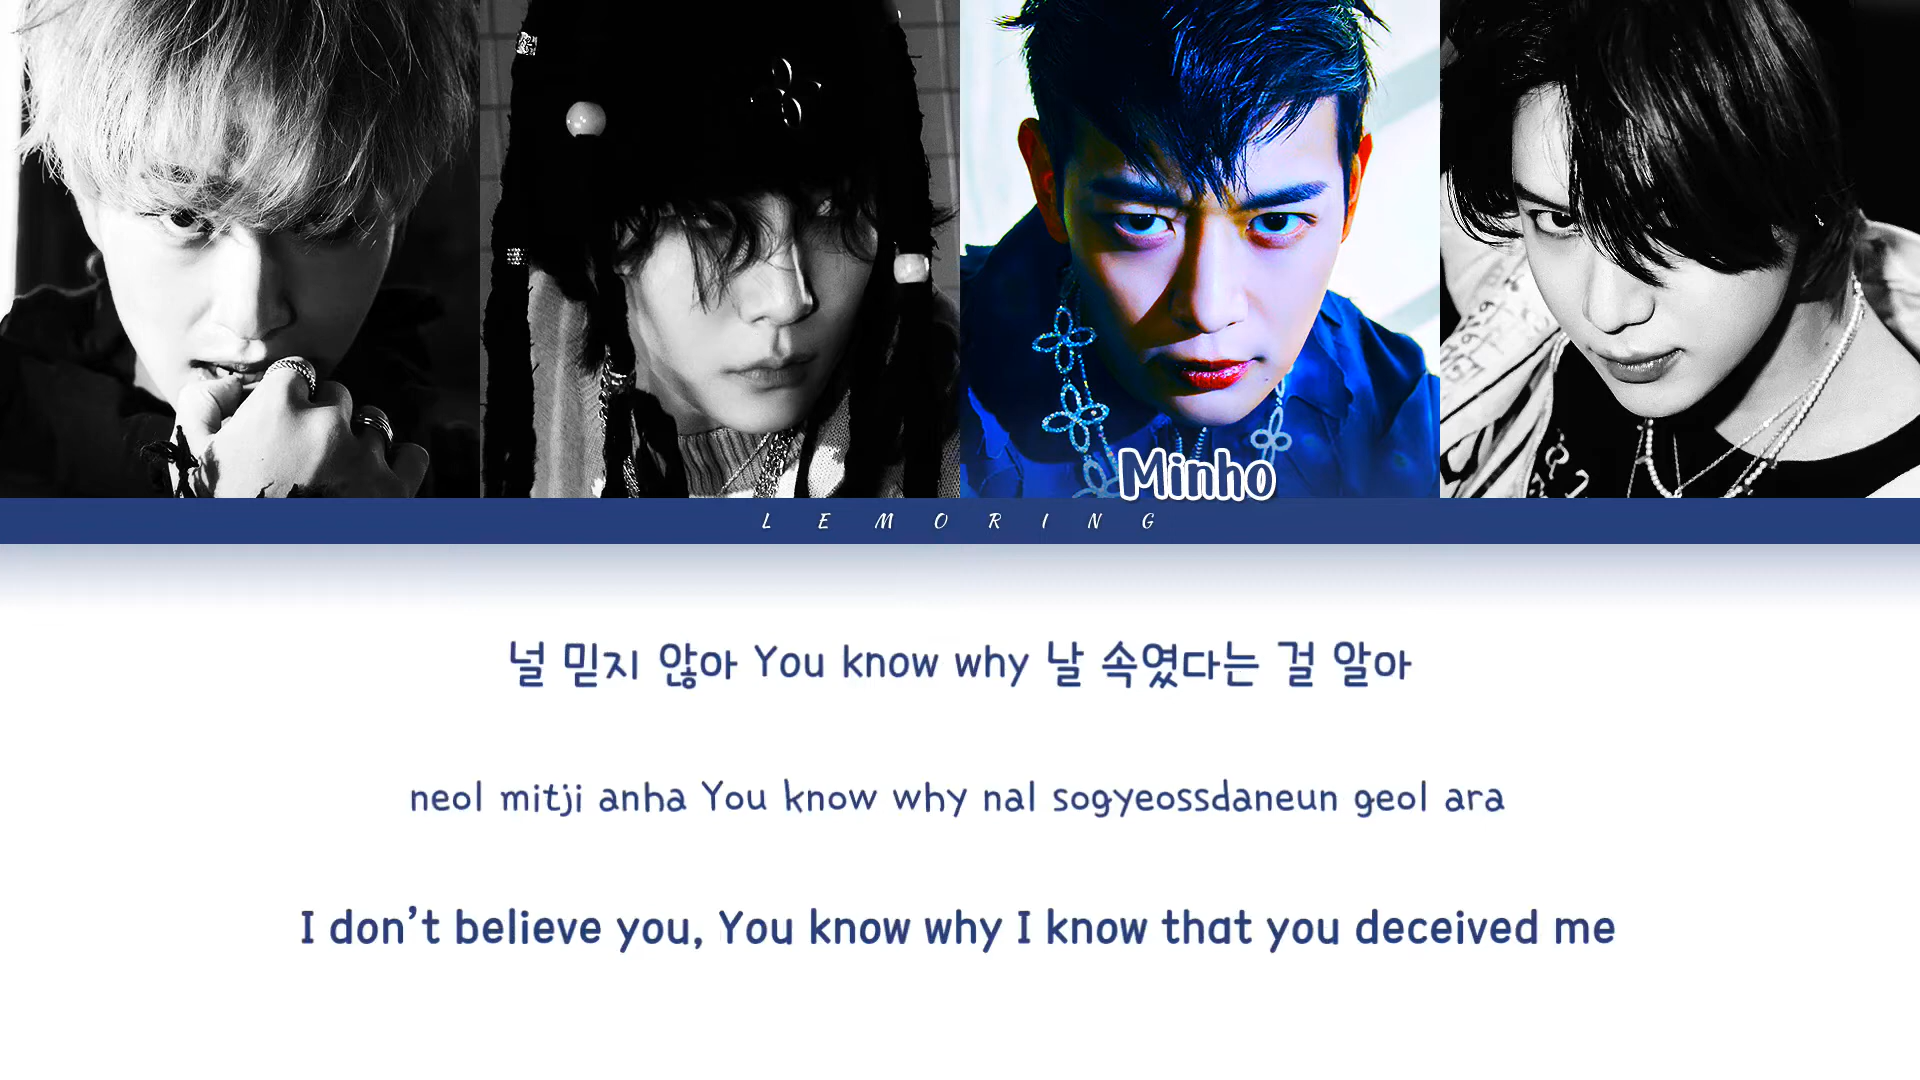 Minho
LEMORING
널 믿지 않아 You know why 날 속였다는 걸 알아
neol mitji anha You know why nal sogyeossdaneun geol ara
I don't believe you, You know why I know that you deceived me